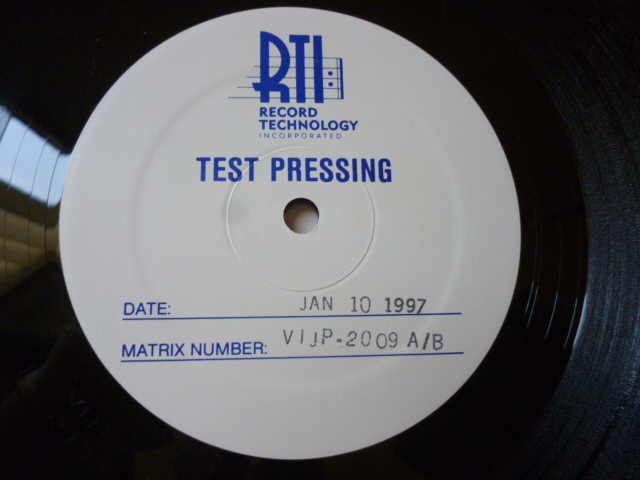 RTI
RECORD
TECHNOLOGY
INCORPORATED
TEST PRESSING
DATE: JAN 10 1997
MATRIX NUMBER: VIJP-2009 A/B